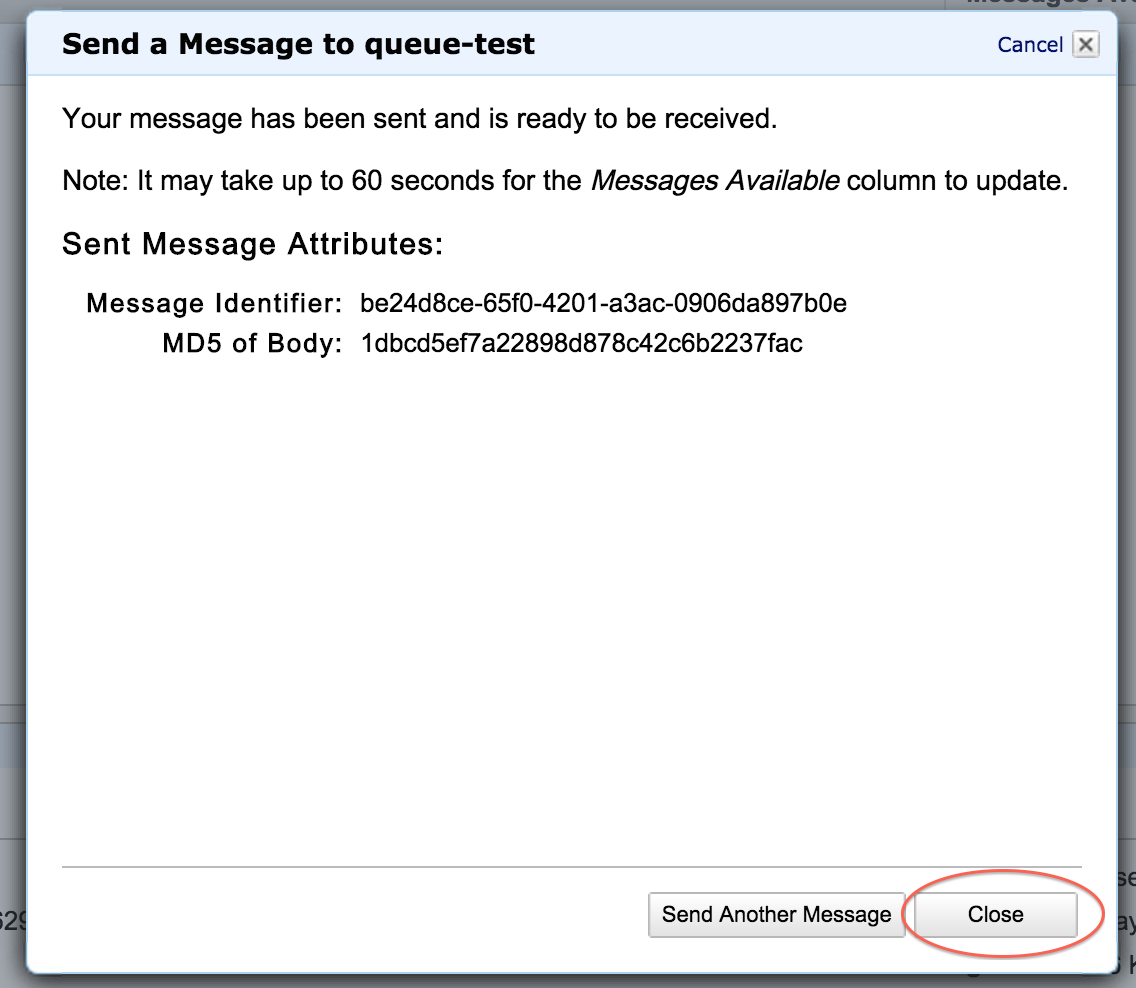 Send a Message to queue-test
Cancel
Your message has been sent and is ready to be received.
Note: It may take up to 60 seconds for the Messages Available column to update.
Sent Message Attributes:
Message Identifier: be24d8ce-65f0-4201-a3ac-0906da897b0e
MD5 of Body: 1dbcd5ef7a22898d878c42c6b2237fac
Send Another Message
Close